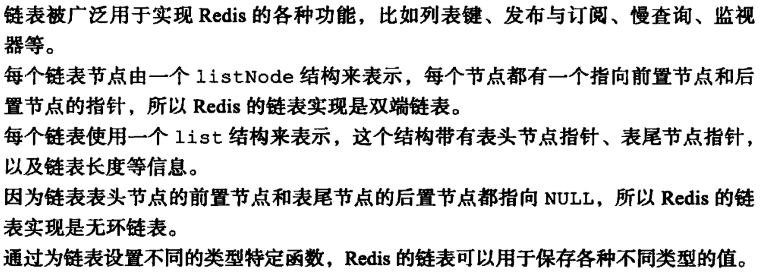 链表被广泛用于实现 Redis 的各种功能，比如列表键、发布与订阅、慢查询、监视
器等。
每个链表节点由一个 listNode 结构来表示，每个节点都有一个指向前置节点和后
置节点的指针，所以 Redis 的链表实现是双端链表。
每个链表使用一个 list 结构来表示，这个结构带有表头节点指针、表尾节点指针，
以及链表长度等信息。
因为链表表头节点的前置节点和表尾节点的后置节点都指向 NULL，所以 Redis 的链
表实现是无环链表。
通过为链表设置不同的类型特定函数，Redis 的链表可以用于保存各种不同类型的值。